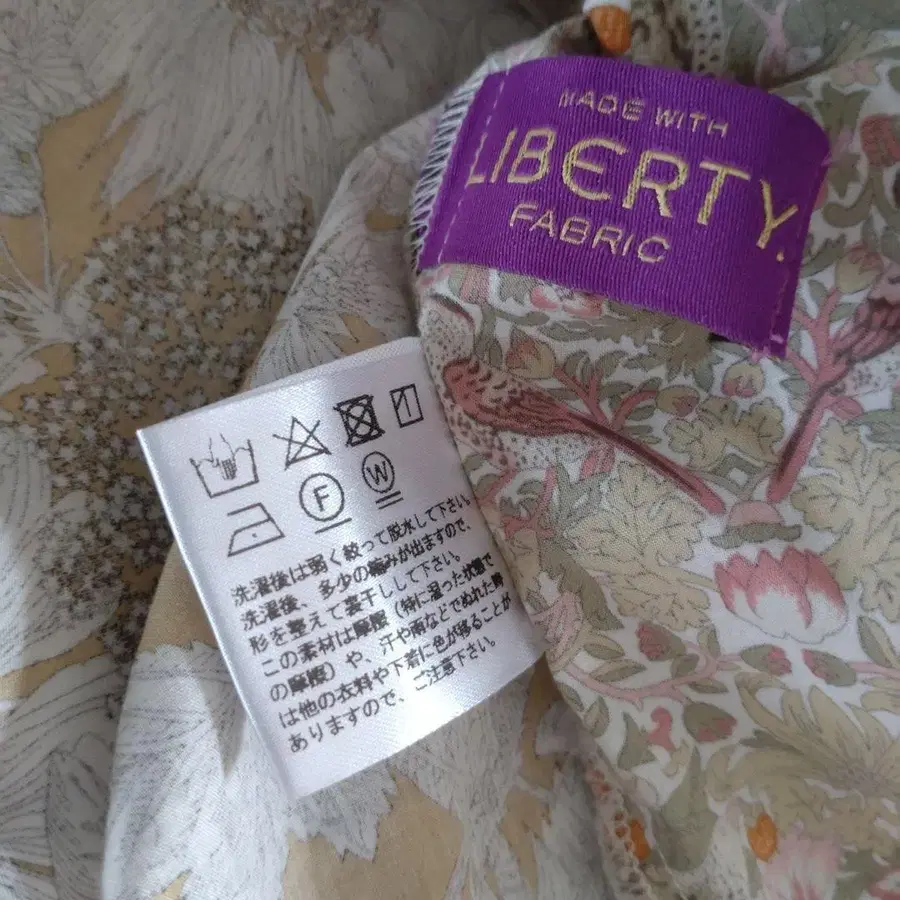 MADE WITH
LIBERTY.
FABRIC
F
W
洗濯後は弱く絞って脱水して下さい。
洗濯後、多少の縮みが出ますので、
形を整えて裏干しして下さい。
この素材は摩擦（特に湿った状態で
の摩擦）や、汗や雨などでぬれた時
は他の衣料や下着に色が移ることが
ありますので、ご注意下さい。